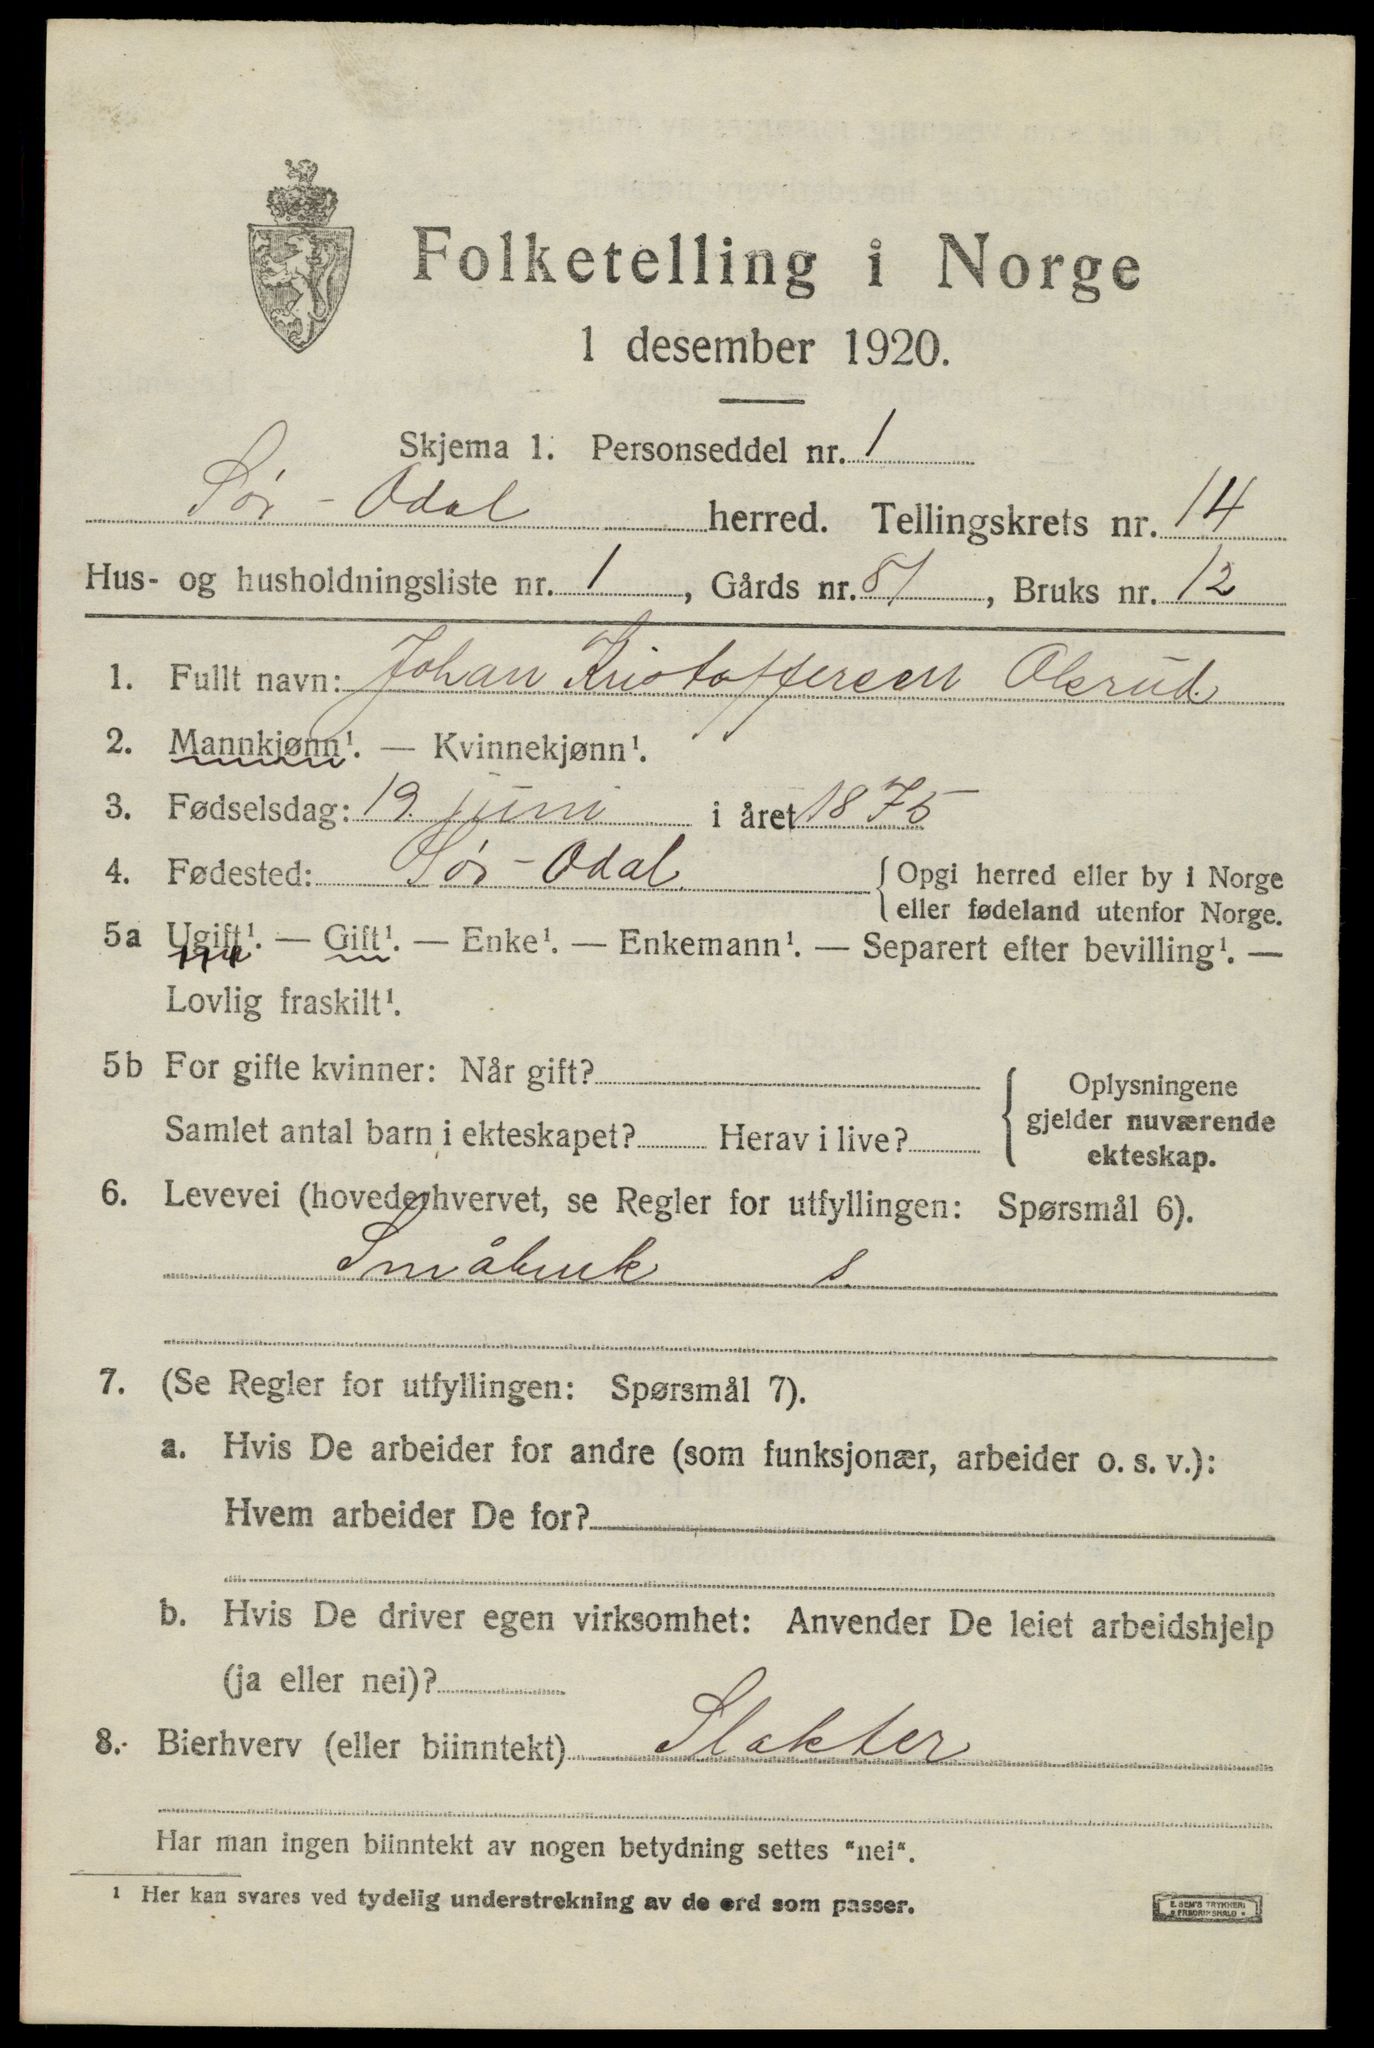 Folketelling i Norge
1 desember 1920.
Skjema 1. Personseddel nr. 1
Sør-Odal herred. Tellingskrets nr. 14
Hus- og husholdningsliste nr. 1, Gårds nr. 81, Bruks nr. 12
1. Fullt navn: Johan Kristoffersen Olsrud
2. Mannkjønn¹. — Kvinnekjønn¹.
3. Fødselsdag: 19. juni i året 1875
4. Fødested: Sør-Odal { Opgi herred eller by i Norge
eller fødeland utenfor Norge.
5a Ugift¹. — Gift¹. — Enke¹. — Enkemann¹. — Separert efter bevilling¹. —
Lovlig fraskilt¹.
5b For gifte kvinner: Når gift? { Oplysningene
gjelder nuværende
Samlet antal barn i ekteskapet? Herav i live?
ekteskap.
6. Levevei (hovederhvervet, se Regler for utfyllingen: Spørsmål 6).
Småbruk s
7. (Se Regler for utfyllingen: Spørsmål 7).
a. Hvis De arbeider for andre (som funksjonær, arbeider o. s. v.):
Hvem arbeider De for?
b. Hvis De driver egen virksomhet: Anvender De leiet arbeidshjelp
(ja eller nei)?
8. Bierhverv (eller biinntekt) Slakter
Har man ingen biinntekt av nogen betydning settes "nei".
¹ Her kan svares ved tydelig understrekning av de ord som passer.
E. SEM'S TRYKKERI
FREDRIKSHALD